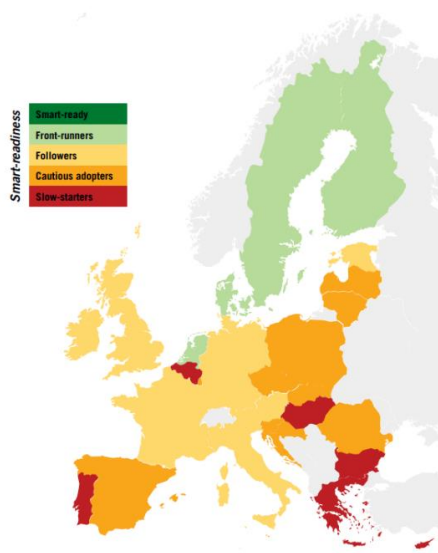 Smart-readiness
Smart-ready
Front-runners
Followers
Cautious adopters
Slow-starters